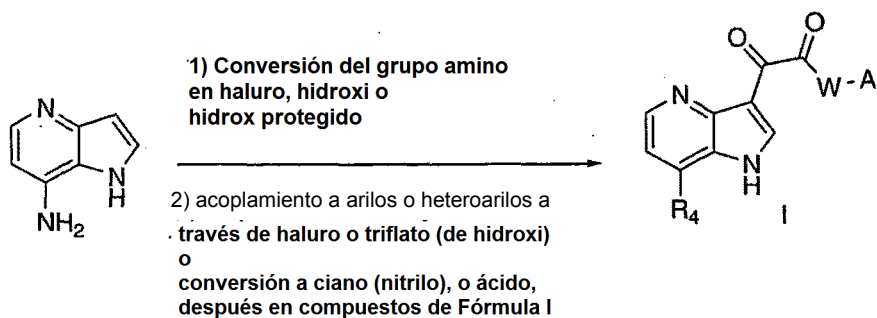 1) Conversión del grupo amino
en haluro, hidroxi o
hidrox protegido
2) acoplamiento a arilos o heteroarilos a
través de haluro o triflato (de hidroxi)
o
conversión a ciano (nitrilo), o ácido,
después en compuestos de Fórmula I
N
N
H
NH₂
O
O
W-A
N
N
H
R₄
I